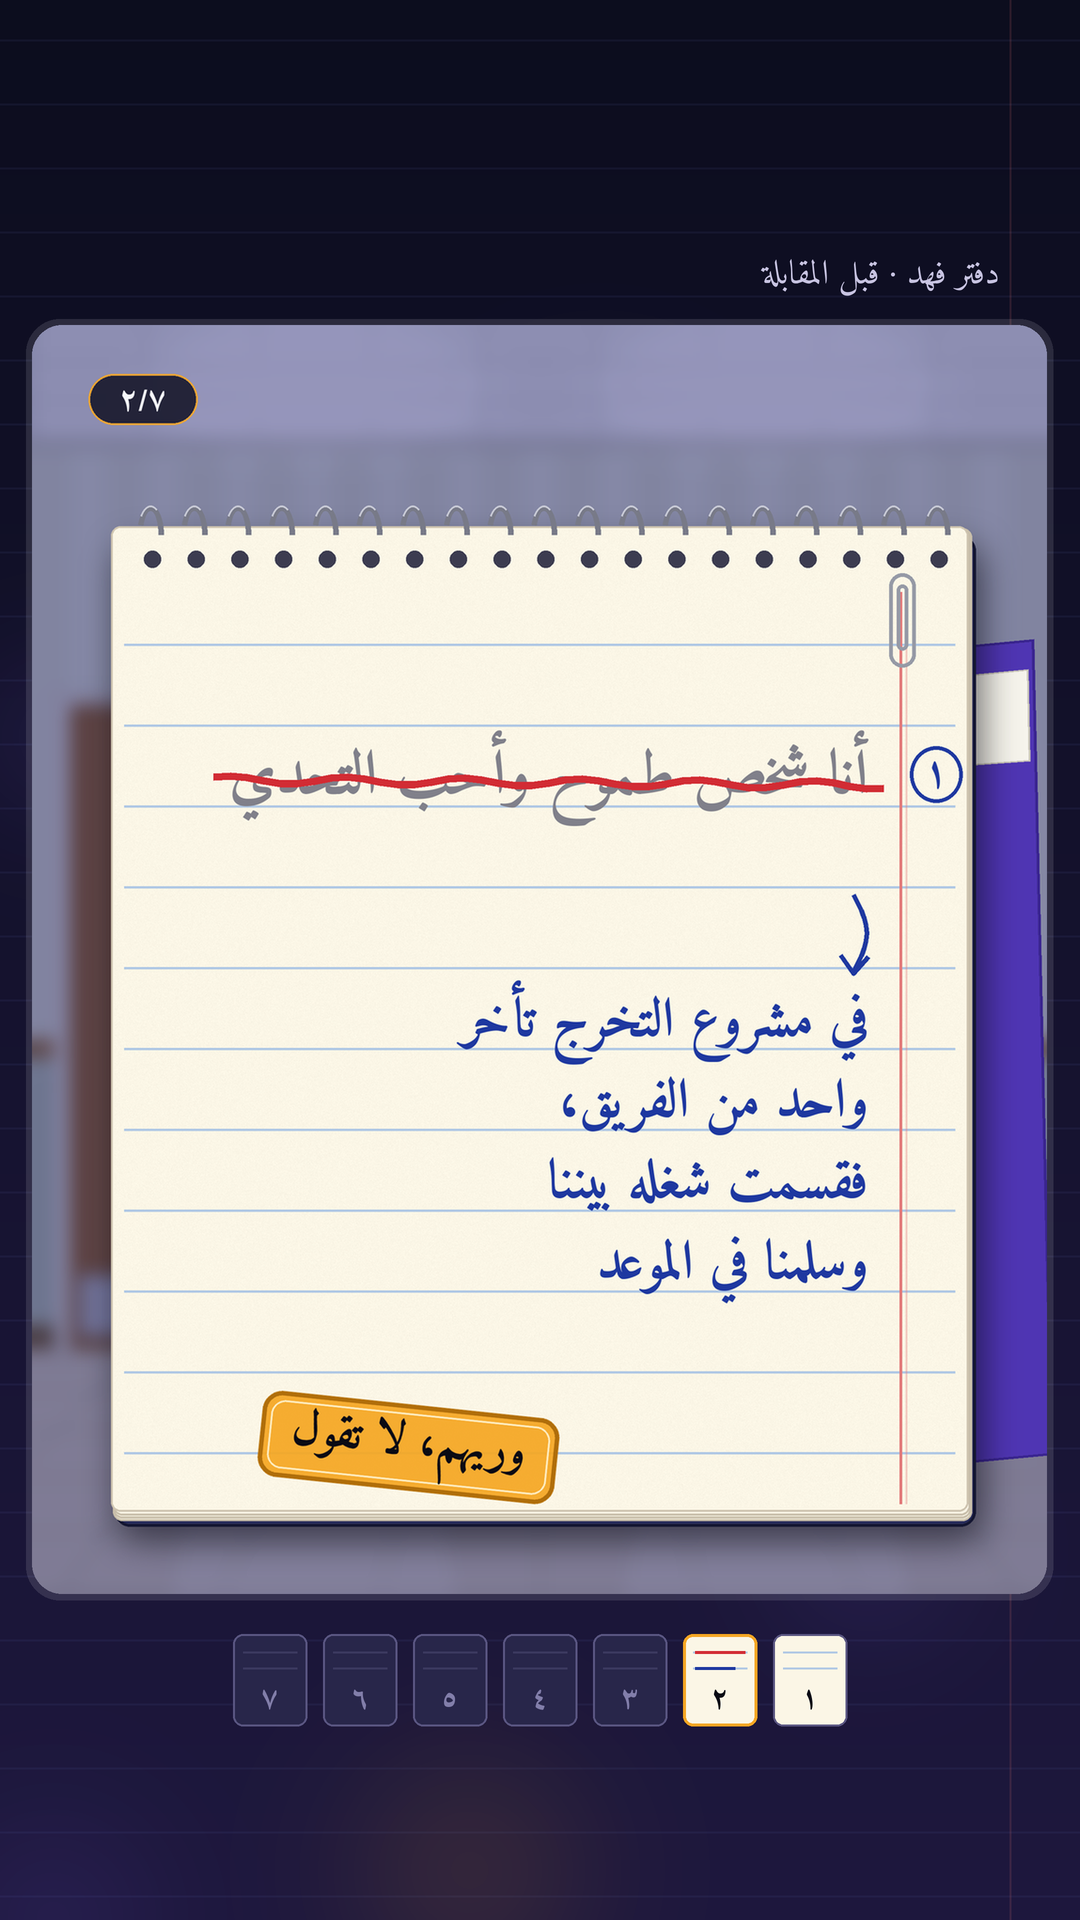 دفتر فهد · قبل المقابلة
٢/٧
١
أنا شخص طموح وأحب التحدي
في مشروع التخرج تأخر
واحد من الفريق،
فقسمت شغله بيننا
وسلمنا في الموعد
وريهم، لا تقول
١ ٢ ٣ ٤ ٥ ٦ ٧